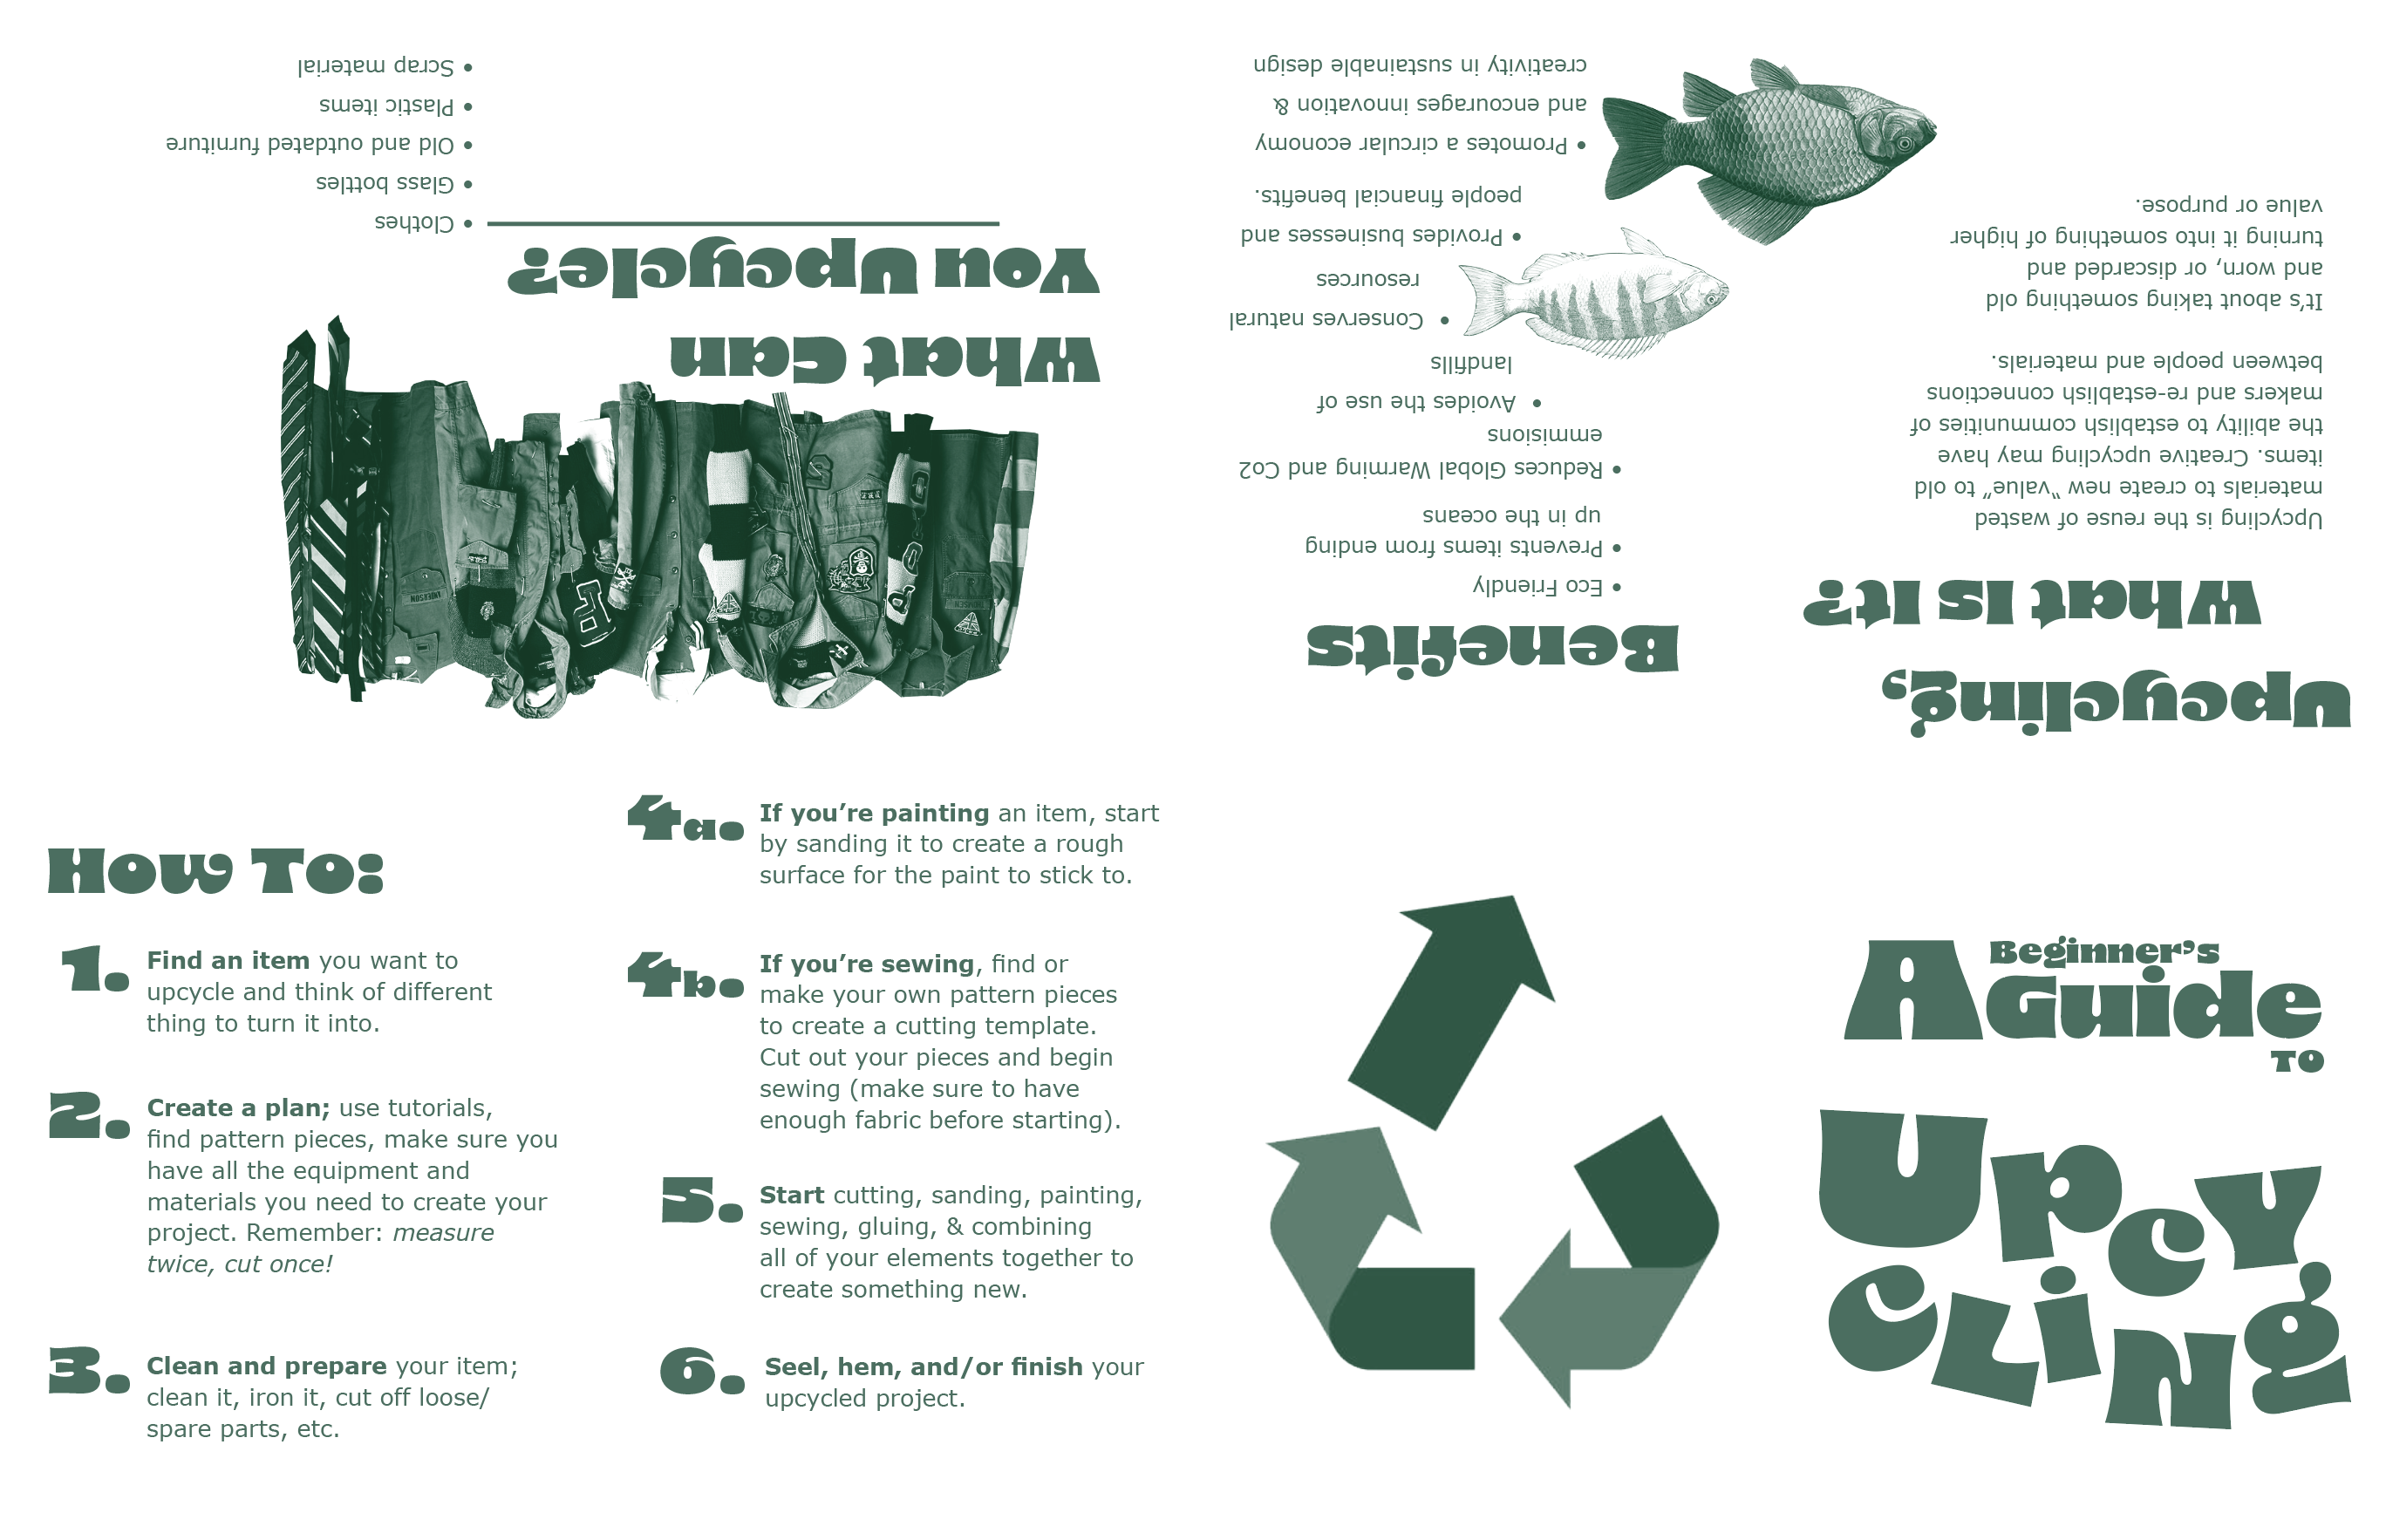 A Beginner's
Guide
TO
UPCY
CLING
Upcycling,
What Is It?
Upcycling is the reuse of wasted
materials to create new “value” to old
items. Creative upcycling may have
the ability to establish communities of
makers and re-establish connections
between people and materials.
It’s about taking something old
and worn, or discarded and
turning it into something of higher
value or purpose.
Benefits
• Eco Friendly
• Prevents items from ending
up in the oceans
• Reduces Global Warming and Co2
emmisions
• Avoides the use of
landfills
• Conserves natural
resources
• Provides businesses and
people financial benefits.
• Promotes a circular economy
and encourages innovation &
creativity in sustainable design
What Can
You Upcycle?
• Clothes
• Glass bottles
• Old and outdated furniture
• Plastic items
• Scrap material
ANDERSON
How To:
1. Find an item you want to
upcycle and think of different
thing to turn it into.
2. Create a plan; use tutorials,
find pattern pieces, make sure you
have all the equipment and
materials you need to create your
project. Remember: measure
twice, cut once!
3. Clean and prepare your item;
clean it, iron it, cut off loose/
spare parts, etc.
4a. If you’re painting an item, start
by sanding it to create a rough
surface for the paint to stick to.
4b. If you’re sewing, find or
make your own pattern pieces
to create a cutting template.
Cut out your pieces and begin
sewing (make sure to have
enough fabric before starting).
5. Start cutting, sanding, painting,
sewing, gluing, & combining
all of your elements together to
create something new.
6. Seel, hem, and/or finish your
upcycled project.